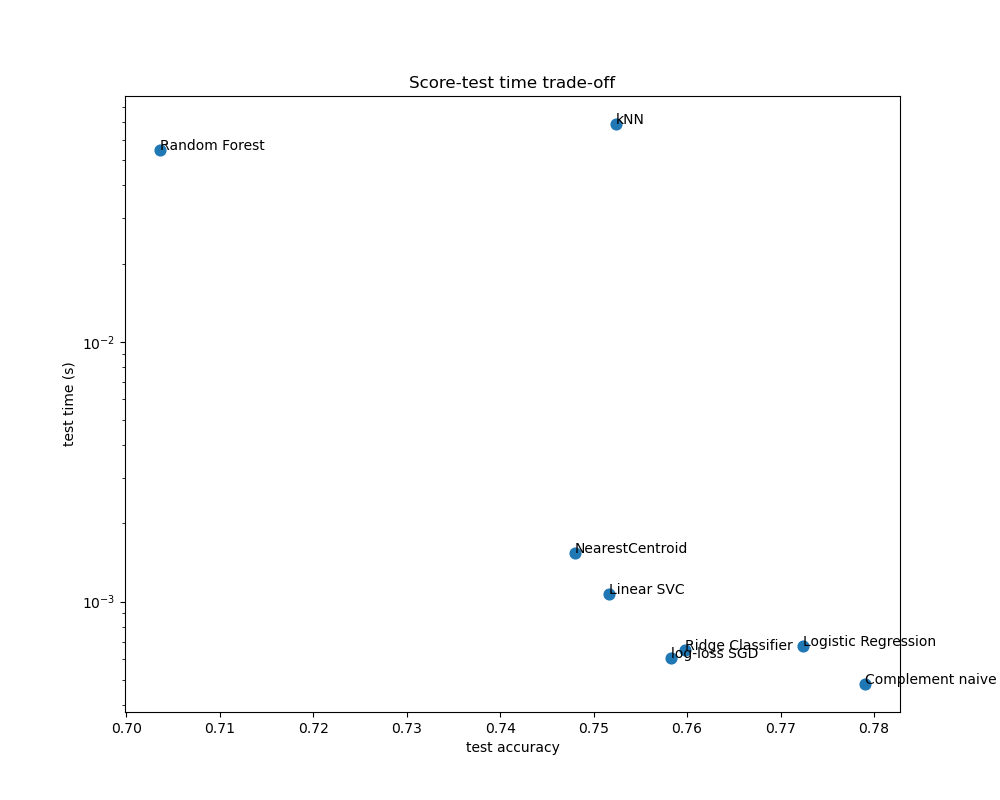 Score-test time trade-off
kNN
Random Forest
10⁻²
test time (s)
NearestCentroid
Linear SVC
10⁻³
Logistic Regression
Ridge Classifier
log-loss SGD
Complement naive
0.70 0.71 0.72 0.73 0.74 0.75 0.76 0.77 0.78
test accuracy